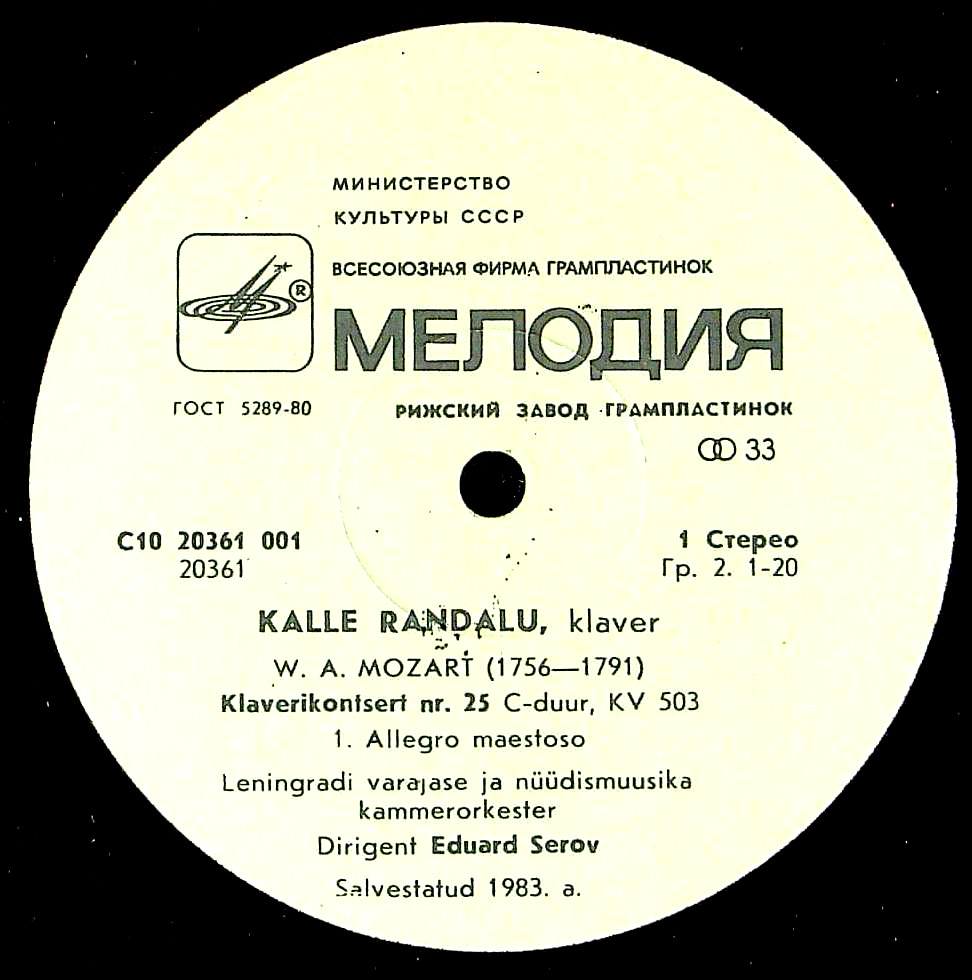 МИНИСТЕРСТВО
КУЛЬТУРЫ СССР
ВСЕСОЮЗНАЯ ФИРМА ГРАМПЛАСТИНОК
®
МЕЛОДИЯ
ГОСТ 5289-80
РИЖСКИЙ ЗАВОД ГРАМПЛАСТИНОК
33
С10 20361 001
1 Стерео
20361
Гр. 2. 1-20
KALLE RANDALU, klaver
W. A. MOZART (1756—1791)
Klaverikontsert nr. 25 C-duur, KV 503
1. Allegro maestoso
Leningradi varajase ja nüüdismuusika
kammerorkester
Dirigent Eduard Serov
Salvestatud 1983. a.